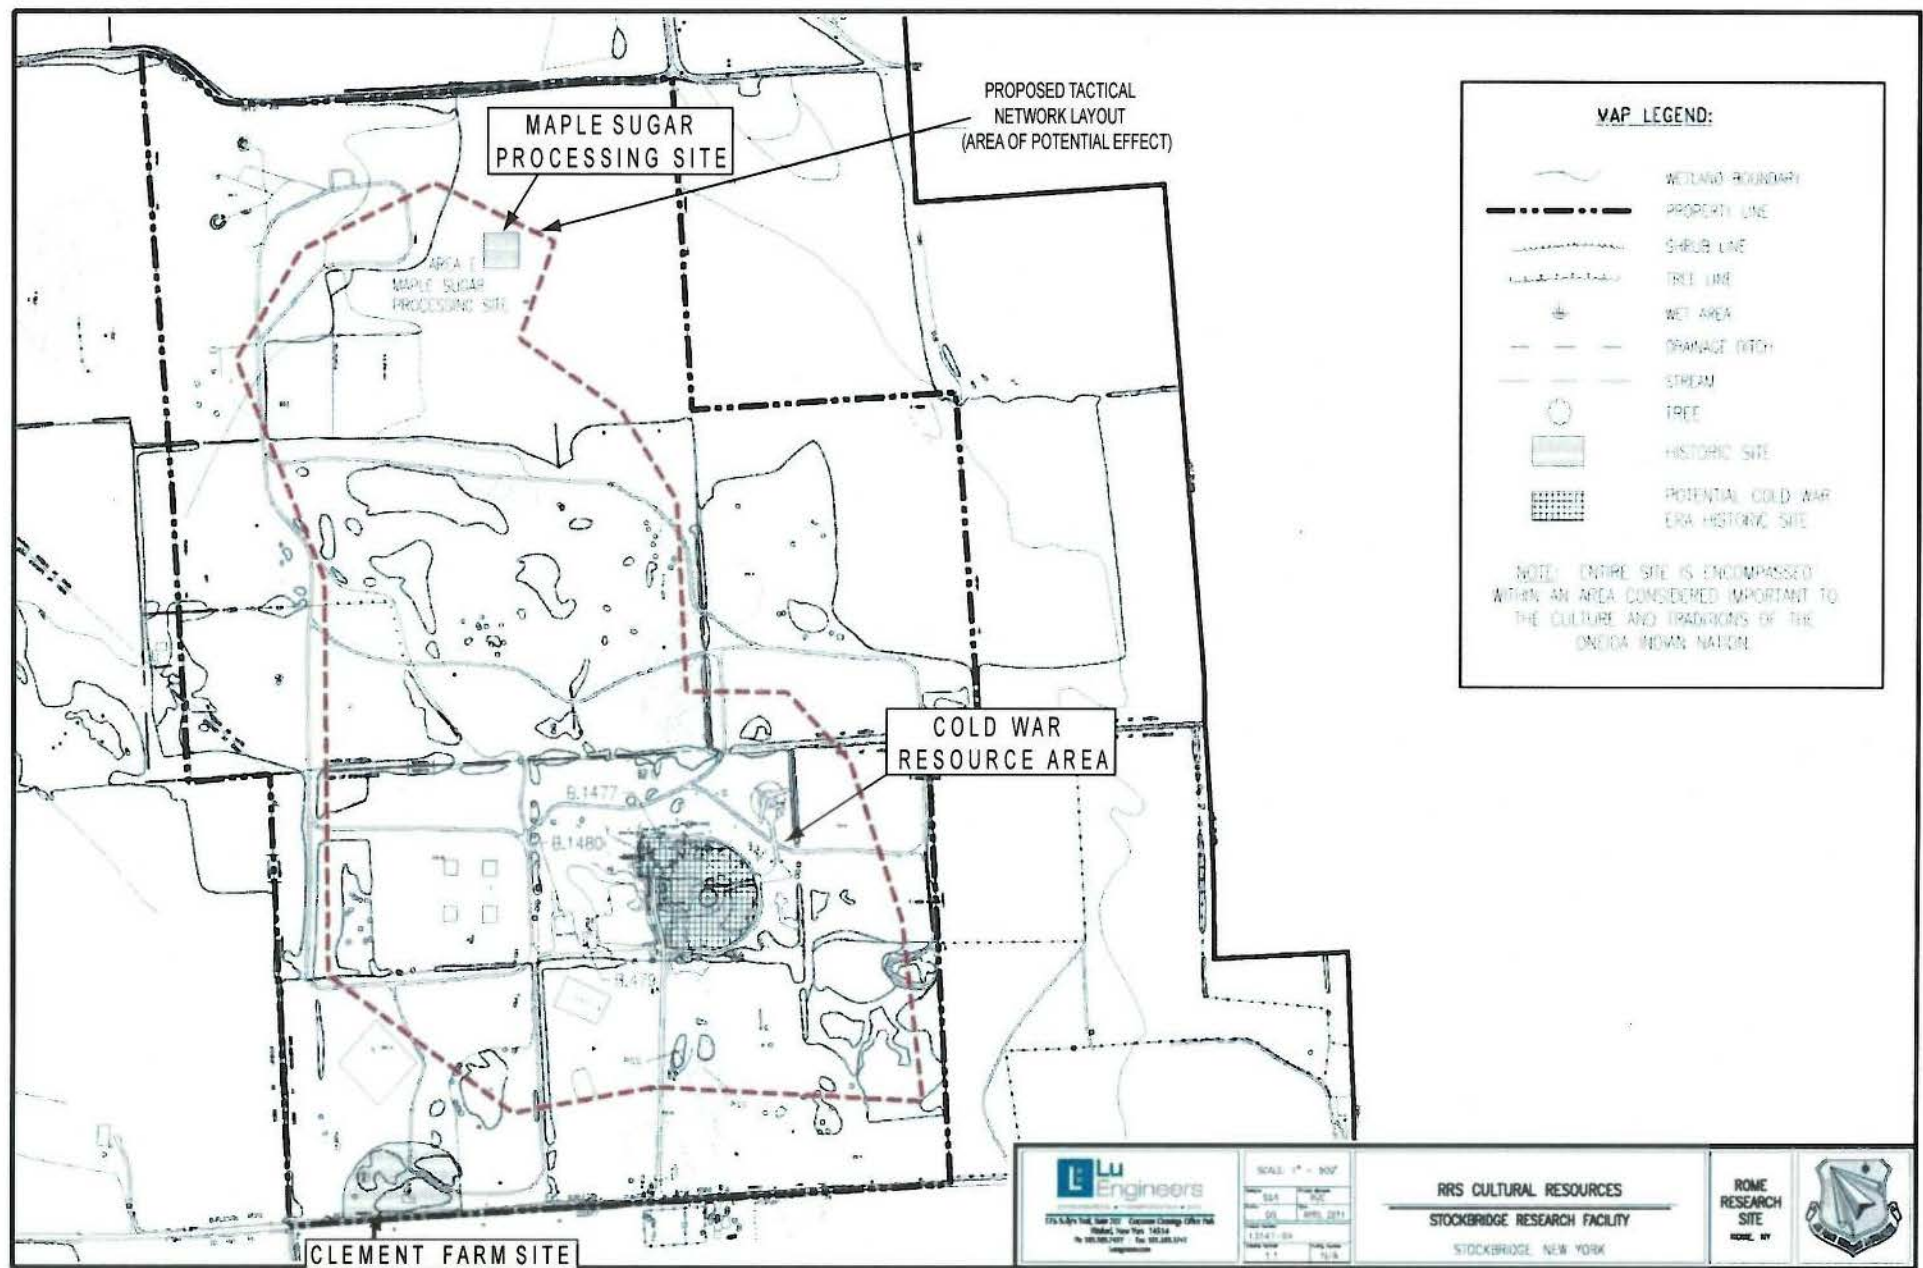 PROPOSED TACTICAL
NETWORK LAYOUT
(AREA OF POTENTIAL EFFECT)
MAPLE SUGAR
PROCESSING SITE
MAPLE SUGAR
PROCESSING SITE
COLD WAR
RESOURCE AREA
B.1477
B.1480
CLEMENT FARM SITE
MAP LEGEND:
WETLAND BOUNDARY
PROPERTY LINE
SHRUB LINE
TREE LINE
WET AREA
DRAINAGE DITCH
STREAM
TREE
HISTORIC SITE
POTENTIAL COLD WAR
ERA HISTORIC SITE
NOTE: ENTIRE SITE IS ENCOMPASSED
WITHIN AN AREA CONSIDERED IMPORTANT TO
THE CULTURE AND TRADITIONS OF THE
ONEIDA INDIAN NATION.
Lu
Engineers
RRS CULTURAL RESOURCES
STOCKBRIDGE RESEARCH FACILITY
STOCKBRIDGE, NEW YORK
ROME
RESEARCH
SITE
ROME, NY